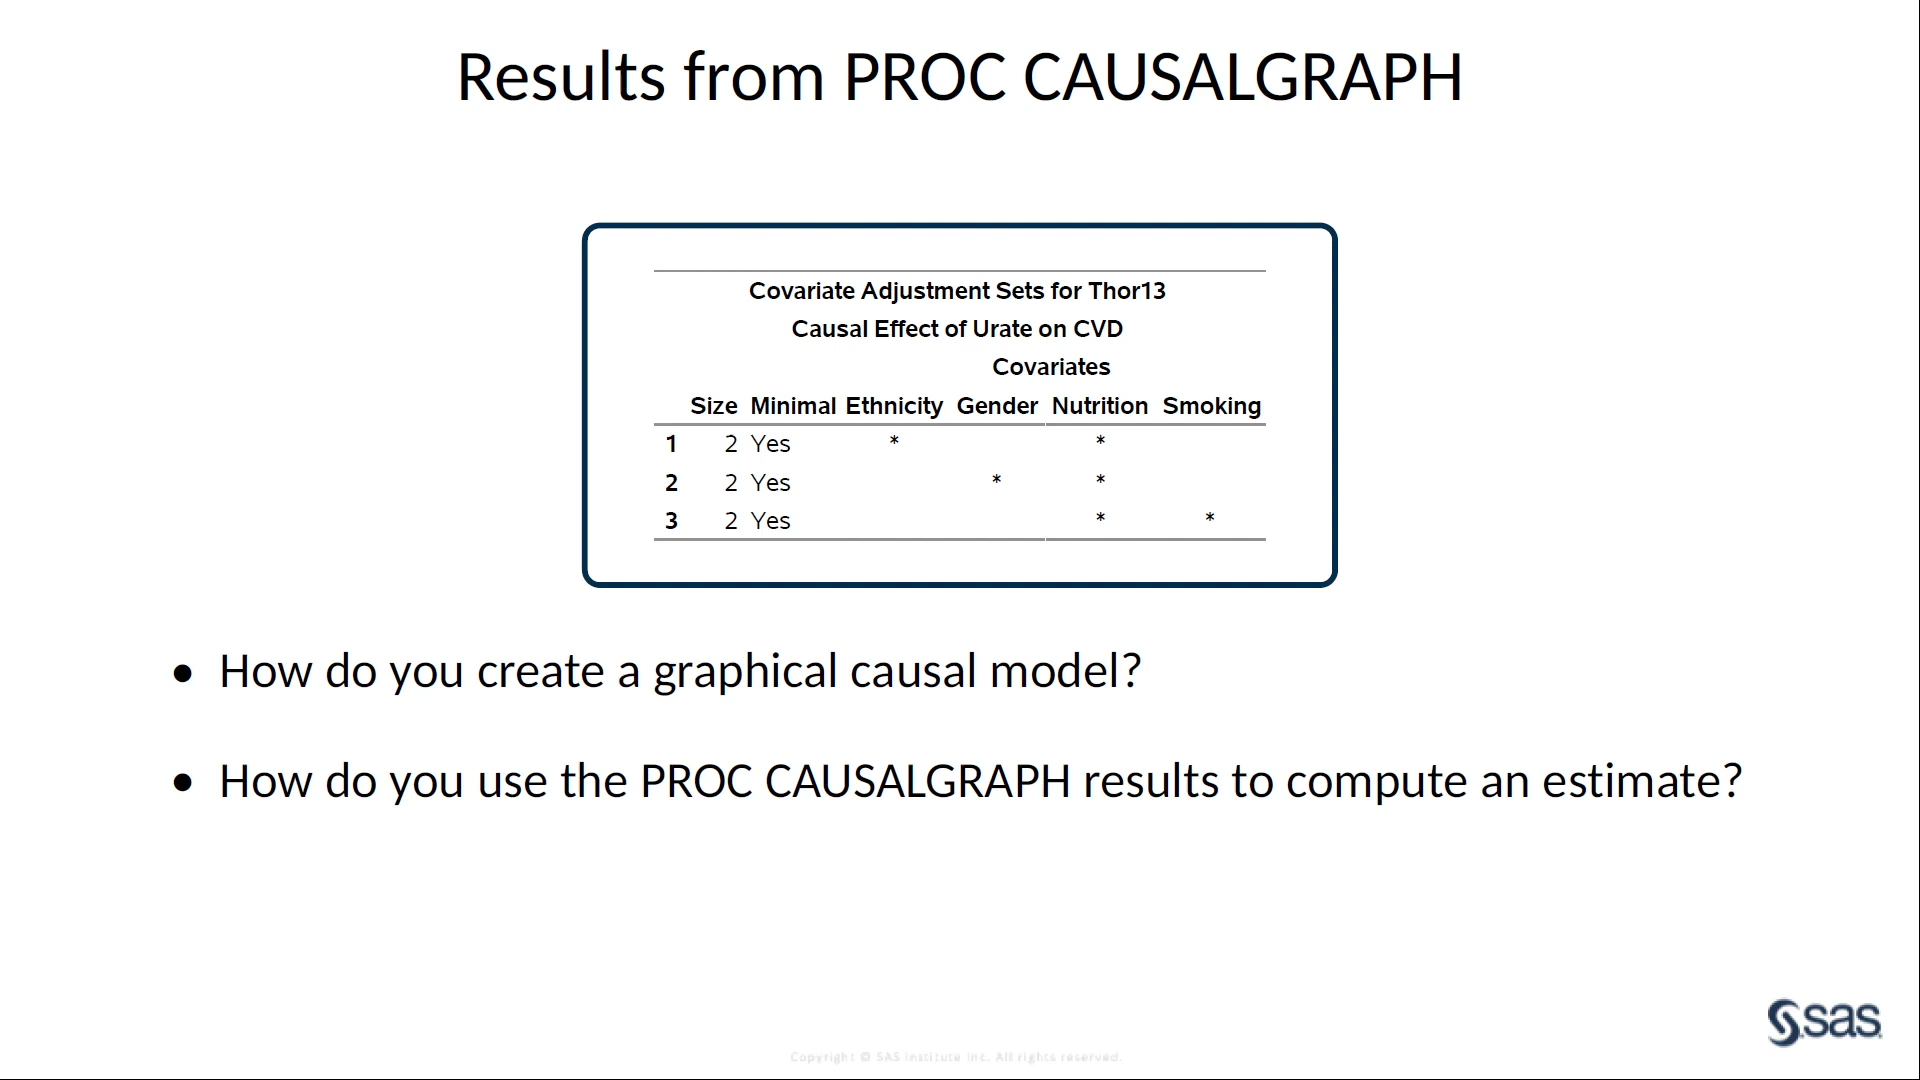 Results from PROC CAUSALGRAPH
Covariate Adjustment Sets for Thor13
Causal Effect of Urate on CVD
Covariates
Size Minimal Ethnicity Gender Nutrition Smoking
1 2 Yes * *
2 2 Yes * *
3 2 Yes * *
• How do you create a graphical causal model?
• How do you use the PROC CAUSALGRAPH results to compute an estimate?
sas
Copyright © SAS Institute Inc. All rights reserved.